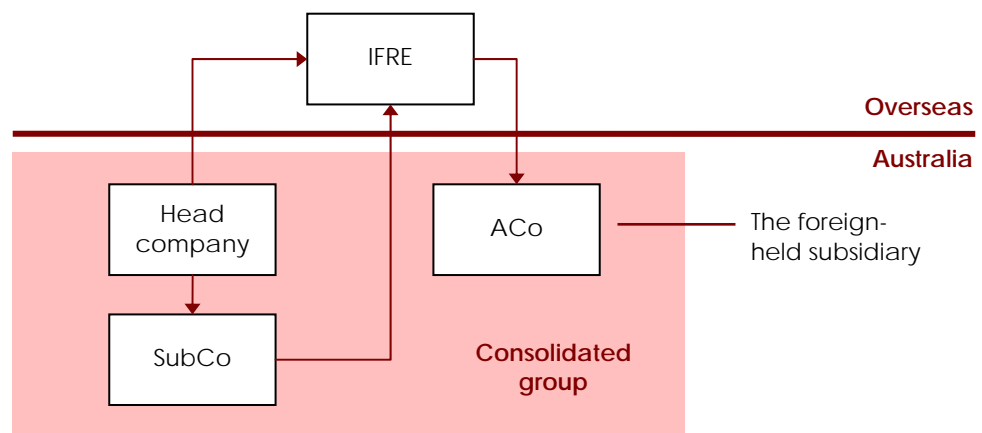 IFRE
Overseas
Australia
Head
company
ACo
The foreign-
held subsidiary
SubCo
Consolidated
group